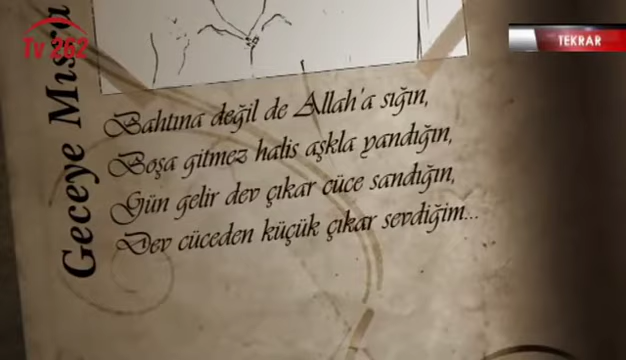 Tv 262
TEKRAR
Geceye Mısra
Bahtına değil de Allah'a sığın,
Boşa gitmez halis aşkla yandığın,
Gün gelir dev çıkar cüce sandığın,
Dev cüceden küçük çıkar sevdiğim...